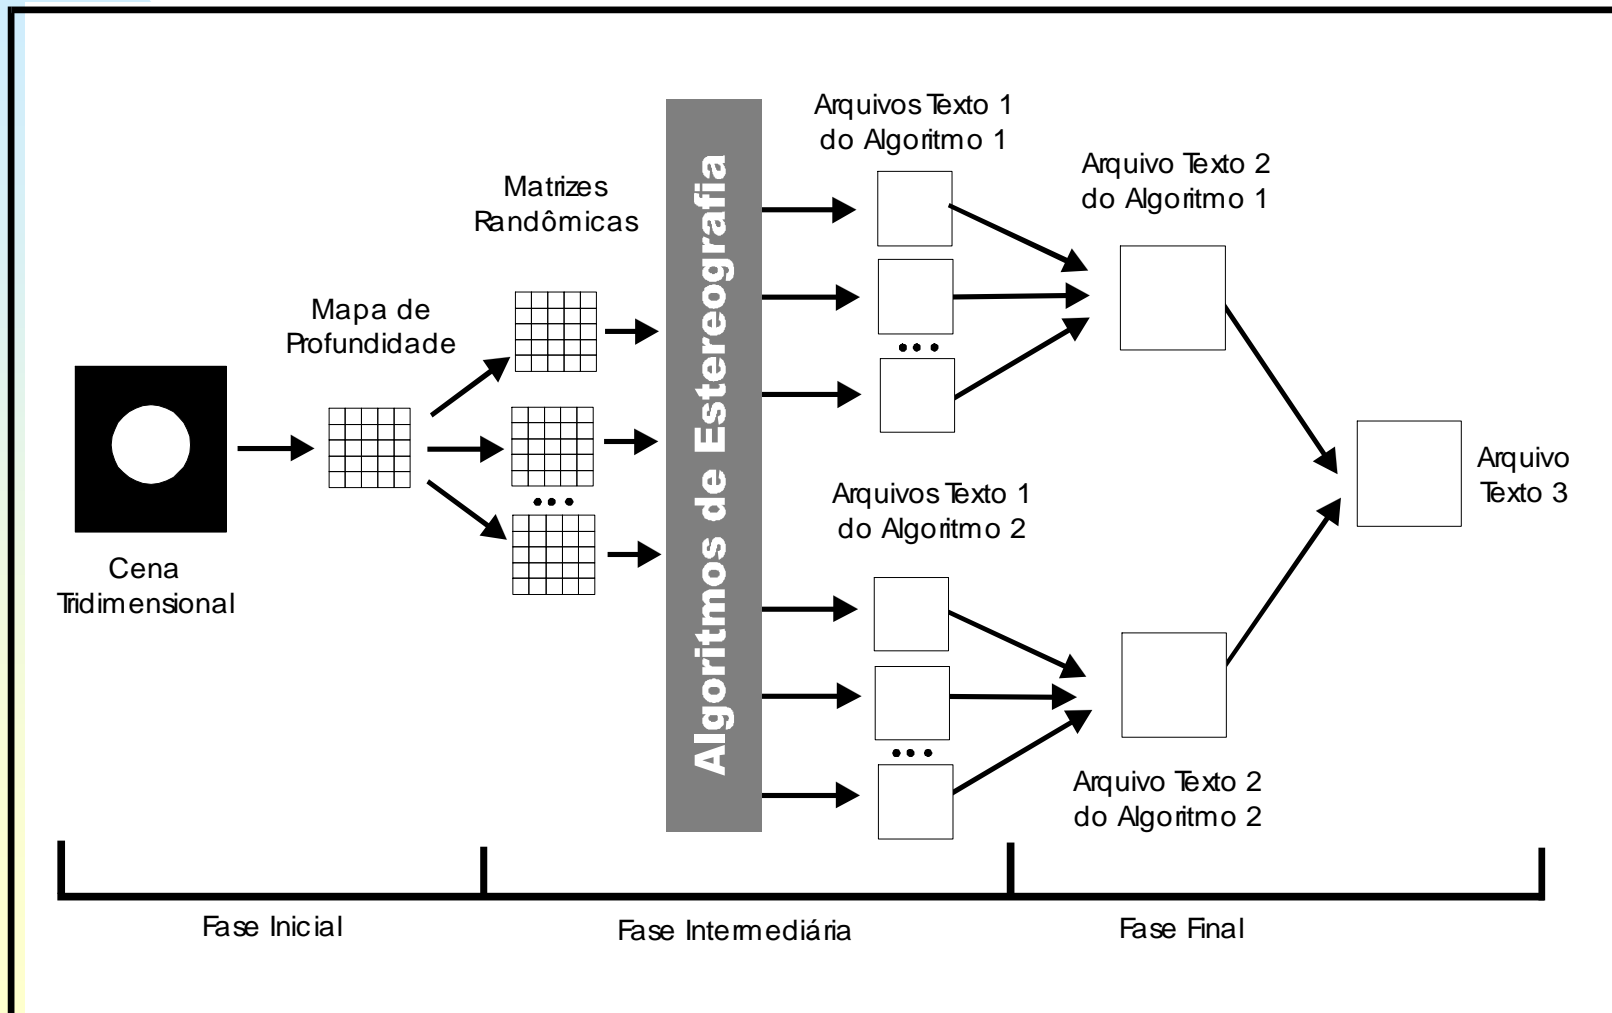 Cena
Tridimensional
Mapa de
Profundidade
Matrizes
Randômicas
Algoritmos de Estereografia
Arquivos Texto 1
do Algoritmo 1
Arquivo Texto 2
do Algoritmo 1
Arquivos Texto 1
do Algoritmo 2
Arquivo Texto 2
do Algoritmo 2
Arquivo
Texto 3
Fase Inicial
Fase Intermediária
Fase Final